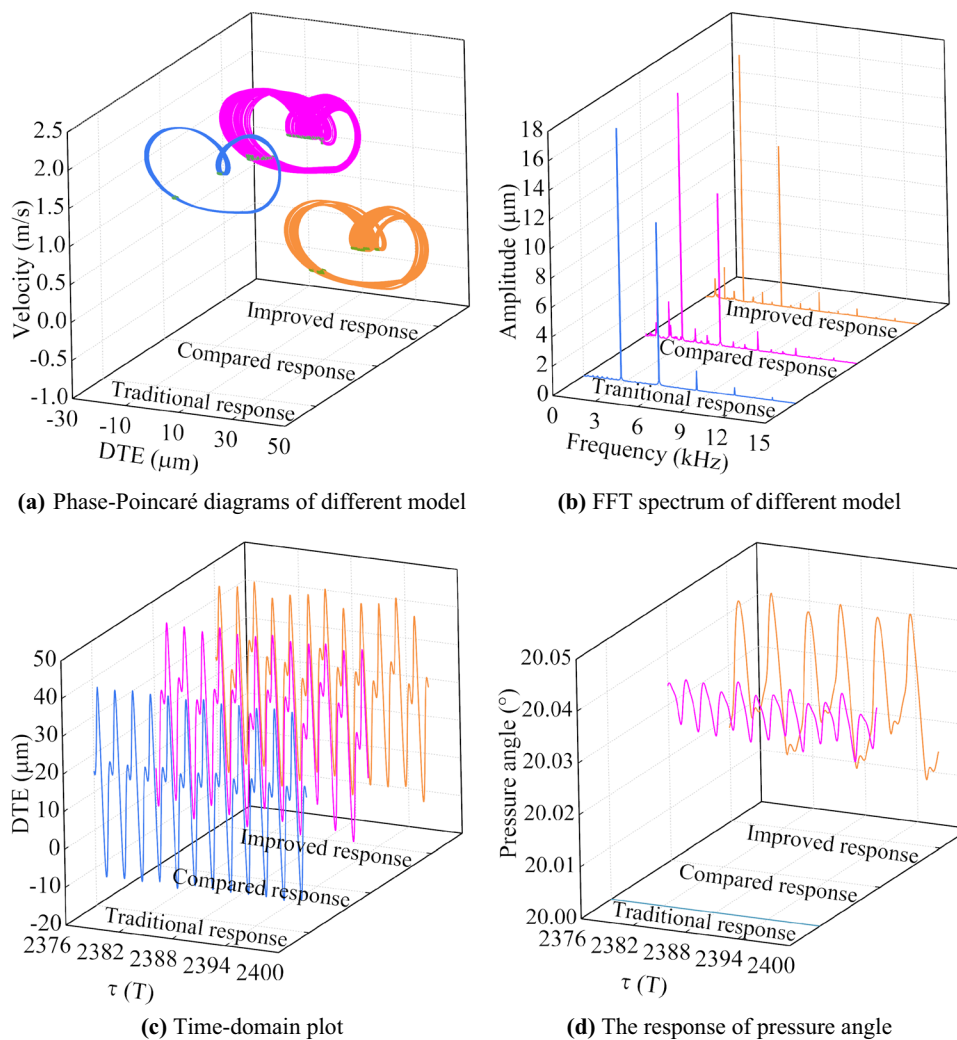 2.5
2.0
1.5
1.0
0.5
0.0
-0.5
-1.0
Velocity (m/s)
-30
-10
10
30
50
DTE (μm)
Improved response
Compared response
Traditional response
(a) Phase-Poincaré diagrams of different model
18
16
14
12
10
8
6
4
2
0
Amplitude (μm)
0
3
6
9
12
15
Frequency (kHz)
Improved response
Compared response
Tranitional response
(b) FFT spectrum of different model
50
40
30
20
10
0
-10
-20
DTE (μm)
2376
2382
2388
2394
2400
τ (T)
Improved response
Compared response
Traditional response
(c) Time-domain plot
20.05
20.04
20.03
20.02
20.01
20.00
Pressure angle (°)
2376
2382
2388
2394
2400
τ (T)
Improved response
Compared response
Traditional response
(d) The response of pressure angle